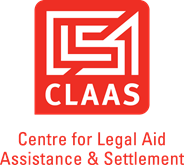 CLAAS
Centre for Legal Aid
Assistance & Settlement